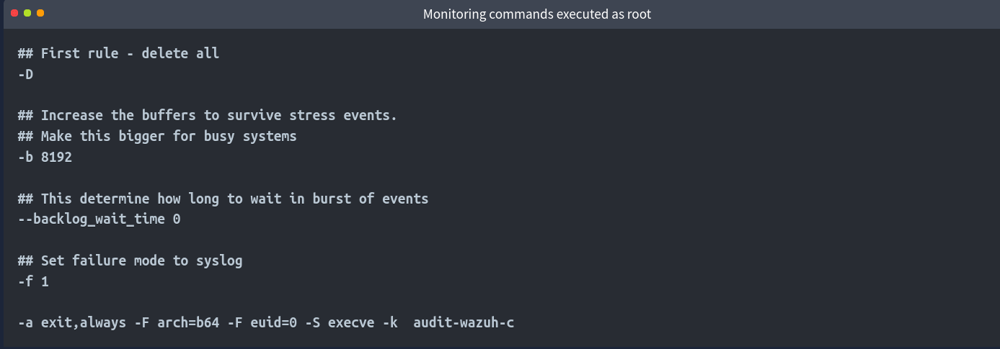 Monitoring commands executed as root
## First rule - delete all
-D
## Increase the buffers to survive stress events.
## Make this bigger for busy systems
-b 8192
## This determine how long to wait in burst of events
--backlog_wait_time 0
## Set failure mode to syslog
-f 1
-a exit,always -F arch=b64 -F euid=0 -S execve -k  audit-wazuh-c